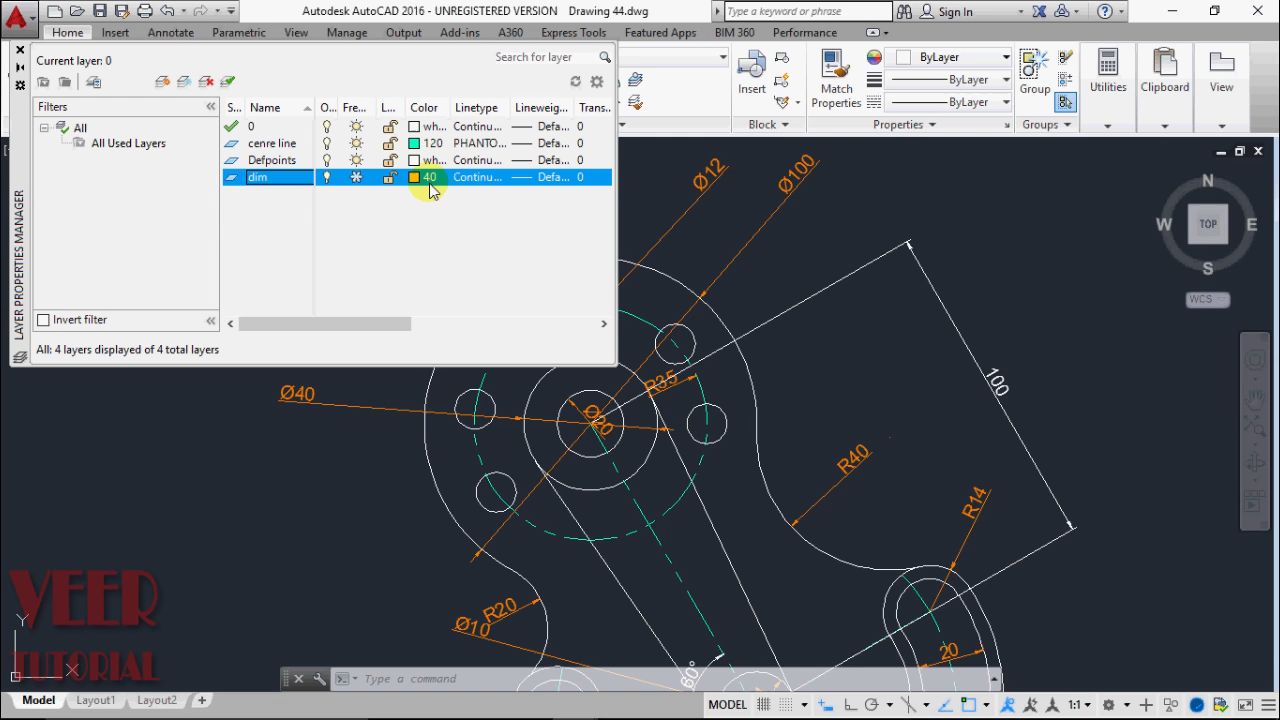 Autodesk AutoCAD 2016 - UNREGISTERED VERSION Drawing 44.dwg
Type a keyword or phrase
Sign In
Home Insert Annotate Parametric View Manage Output Add-ins A360 Express Tools Featured Apps BIM 360 Performance
Current layer: 0
Search for layer
Filters
All
All Used Layers
Invert filter
S... Name O... Fre... L... Color Linetype Lineweig... Trans..
0 wh... Continu... Defa... 0
cenre line 120 PHANTO... Defa... 0
Defpoints wh... Continu... Defa... 0
dim 40 Continu... Defa... 0
All: 4 layers displayed of 4 total layers
LAYER PROPERTIES MANAGER
Insert
Block
Match
Properties
ByLayer
ByLayer
ByLayer
Properties
Group
Groups
Utilities
Clipboard
View
N
W TOP E
S
WCS
Ø12
Ø100
100
R35
Ø40
Ø20
R40
R14
R20
Ø10
20
60°
VEER
TUTORIAL
Y
X
Type a command
Model Layout1 Layout2 +
MODEL
1:1